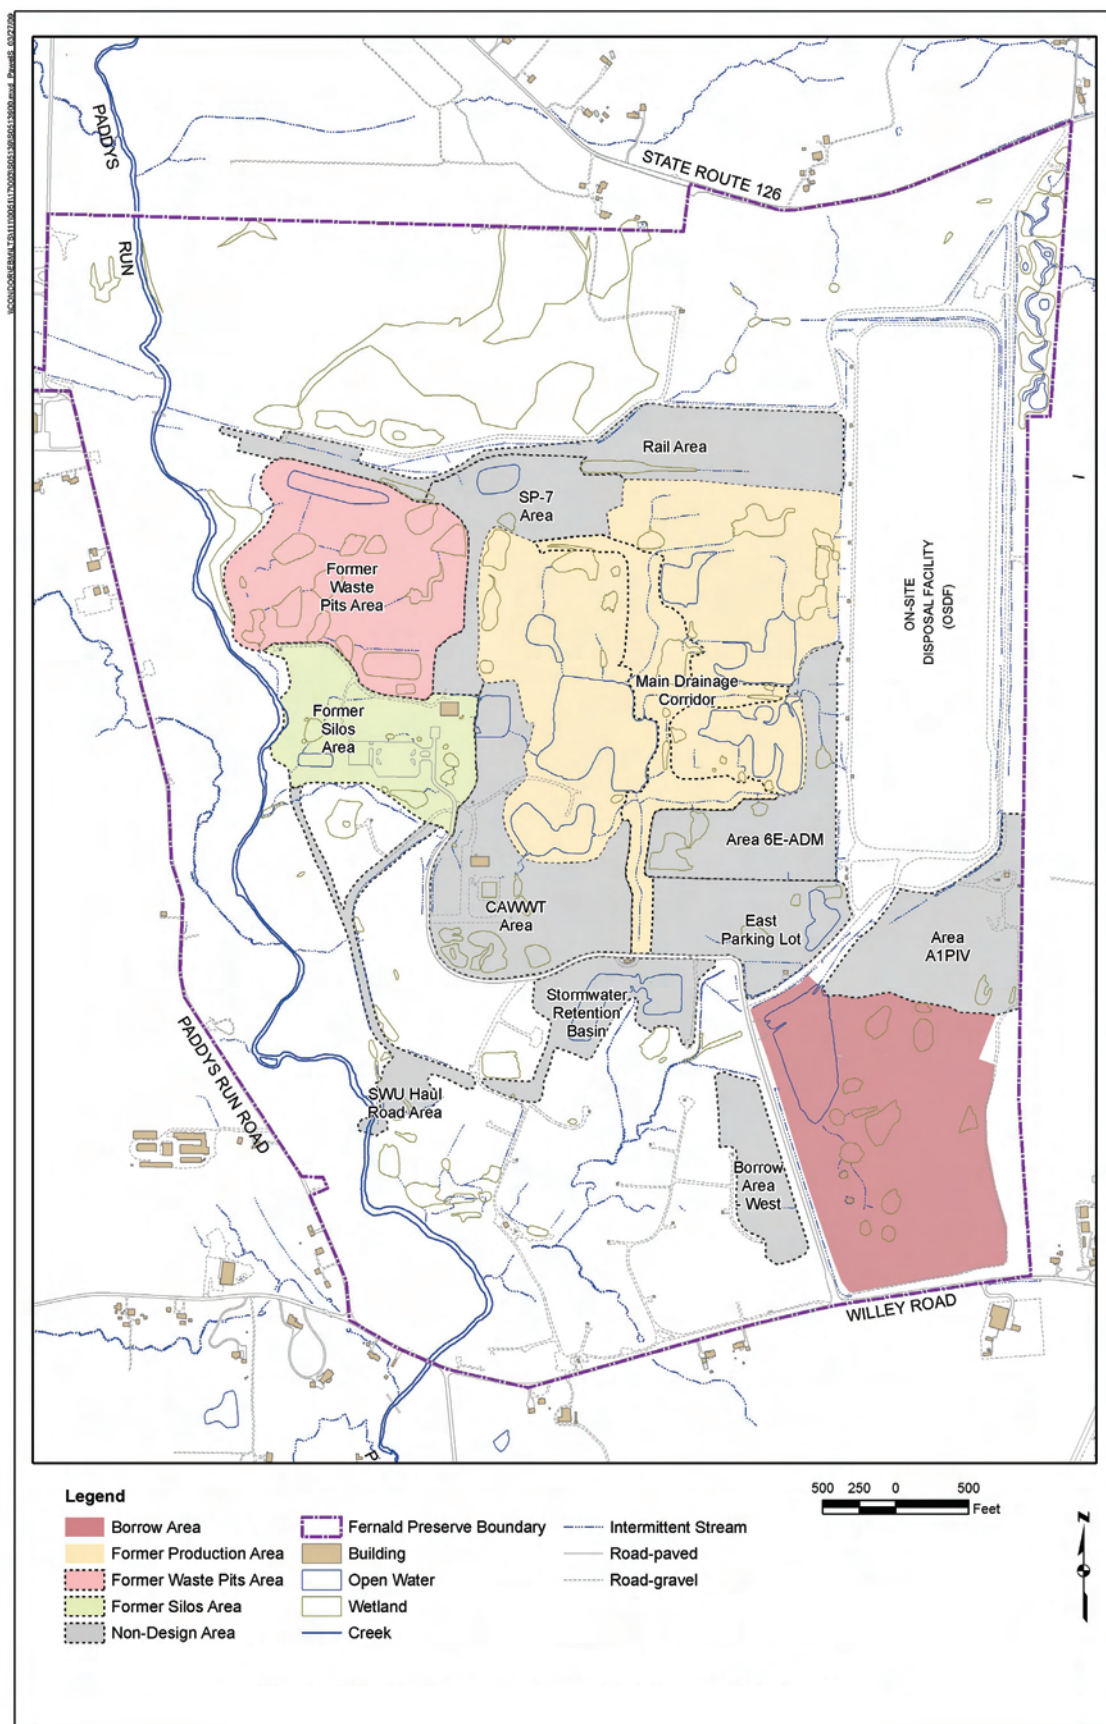 PADDYS
RUN
STATE ROUTE 126
Rail Area
SP-7
Area
Former
Waste
Pits Area
ON-SITE
DISPOSAL FACILITY
(OSDF)
Main Drainage
Corridor
Former
Silos
Area
Area 6E-ADM
CAWWT
Area
East
Parking Lot
Area
A1PIV
Stormwater
Retention
Basin
PADDYS RUN ROAD
SWU Haul
Road Area
Borrow
Area
West
WILLEY ROAD
P
Legend
Borrow Area
Former Production Area
Former Waste Pits Area
Former Silos Area
Non-Design Area
Fernald Preserve Boundary
Building
Open Water
Wetland
Creek
Intermittent Stream
Road-paved
Road-gravel
500 250 0 500
Feet
N